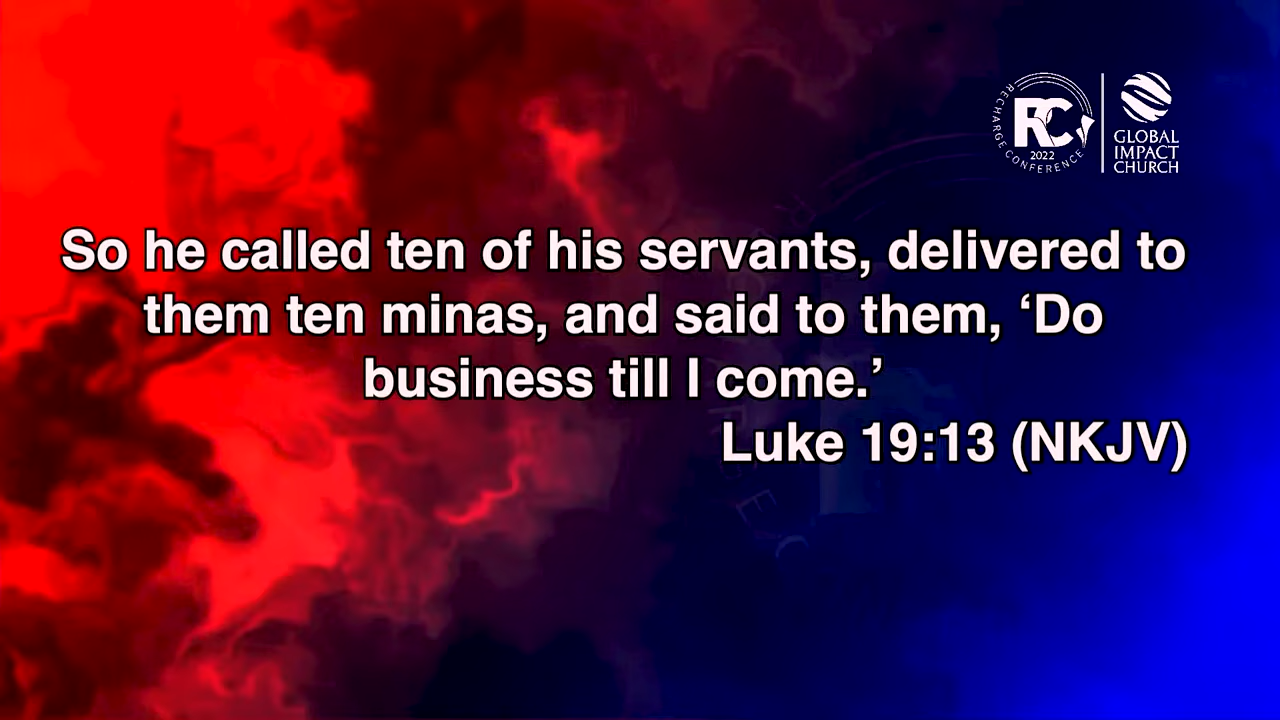 RECHARGE CONFERENCE
RC
2022
GLOBAL
IMPACT
CHURCH
So he called ten of his servants, delivered to
them ten minas, and said to them, ‘Do
business till I come.’
Luke 19:13 (NKJV)